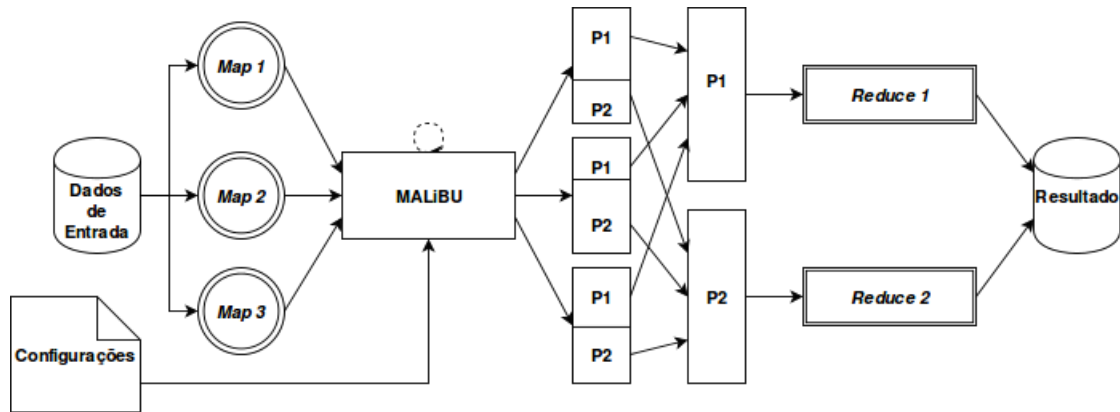 Map 1
Dados
de
Entrada
Map 2
Map 3
Configurações
MALiBU
P1
P2
P1
P2
P1
P2
P1
P2
Reduce 1
Reduce 2
Resultado